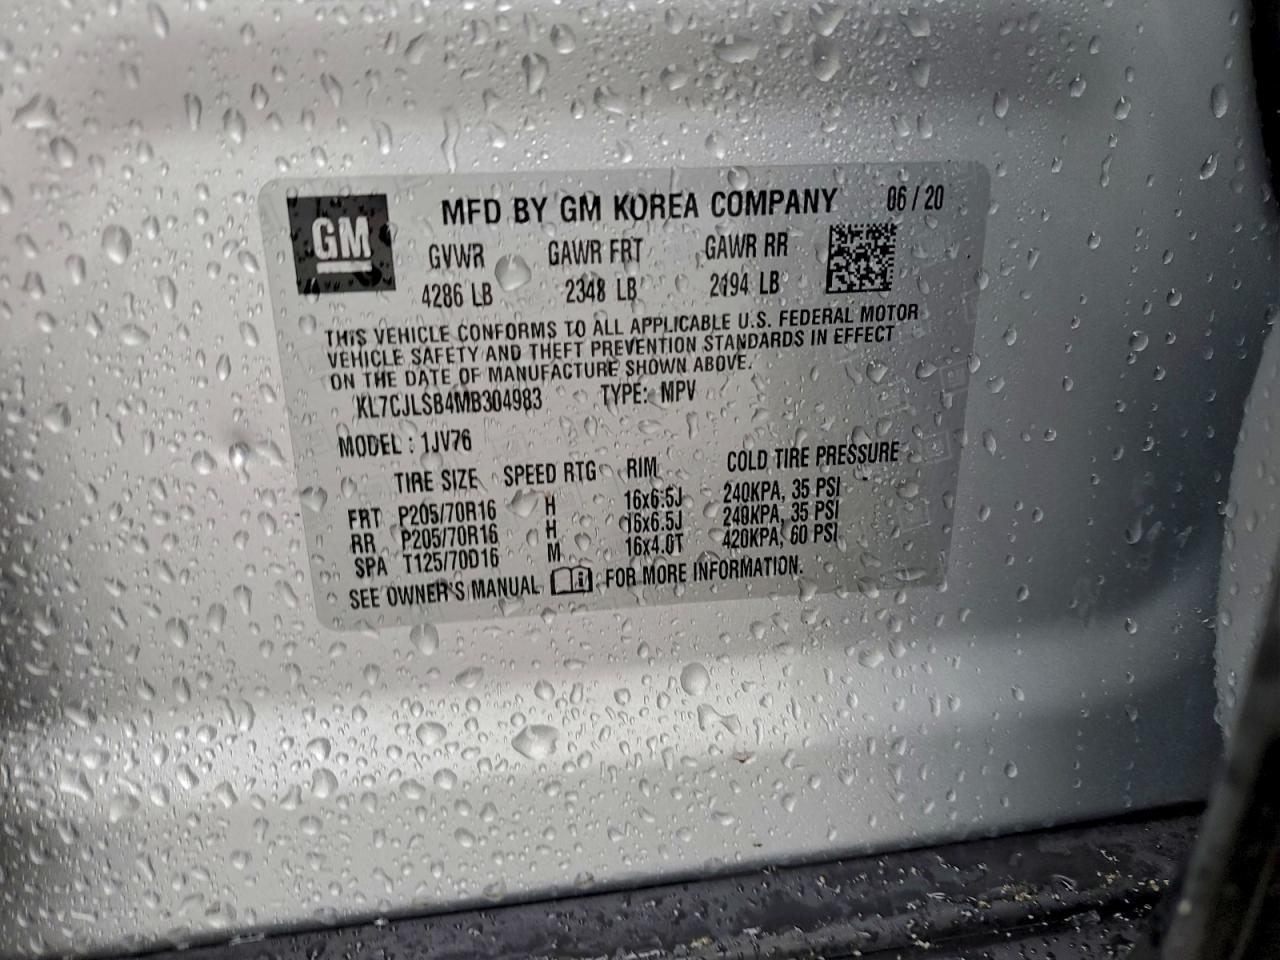 GM
MFD BY GM KOREA COMPANY 06/20
GVWR GAWR FRT GAWR RR
4286 LB 2348 LB 2194 LB
THIS VEHICLE CONFORMS TO ALL APPLICABLE U.S. FEDERAL MOTOR
VEHICLE SAFETY AND THEFT PREVENTION STANDARDS IN EFFECT
ON THE DATE OF MANUFACTURE SHOWN ABOVE.
KL7CJLSB4MB304983 TYPE: MPV
MODEL: 1JV76
TIRE SIZE SPEED RTG RIM COLD TIRE PRESSURE
FRT P205/70R16 H 16x6.5J 240KPA, 35 PSI
RR P205/70R16 H 16x6.5J 240KPA, 35 PSI
SPA T125/70D16 M 16x4.0T 420KPA, 60 PSI
SEE OWNER'S MANUAL i FOR MORE INFORMATION.